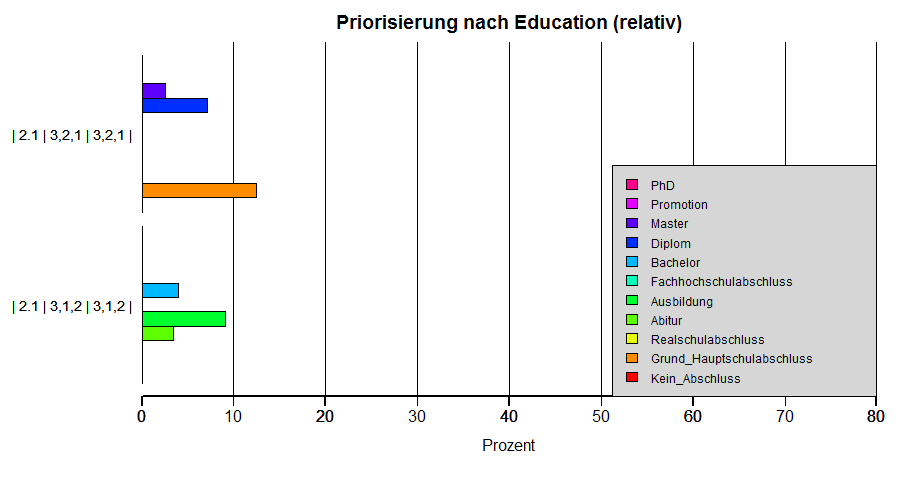 Priorisierung nach Education (relativ)
| 2.1 | 3,2,1 | 3,2,1 |
| 2.1 | 3,1,2 | 3,1,2 |
PhD
Promotion
Master
Diplom
Bachelor
Fachhochschulabschluss
Ausbildung
Abitur
Realschulabschluss
Grund_Hauptschulabschluss
Kein_Abschluss
0 10 20 30 40 50 60 70 80
Prozent